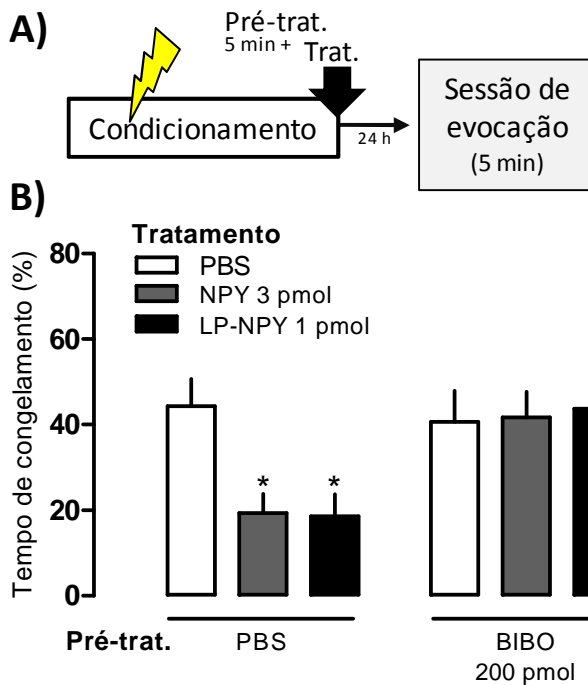 A)
Pré-trat.
5 min +
Trat.
Condicionamento
24 h
Sessão de
evocação
(5 min)
B)
Tratamento
PBS
NPY 3 pmol
LP-NPY 1 pmol
Tempo de congelamento (%)
80
60
40
20
0
* *
Pré-trat. PBS BIBO
200 pmol